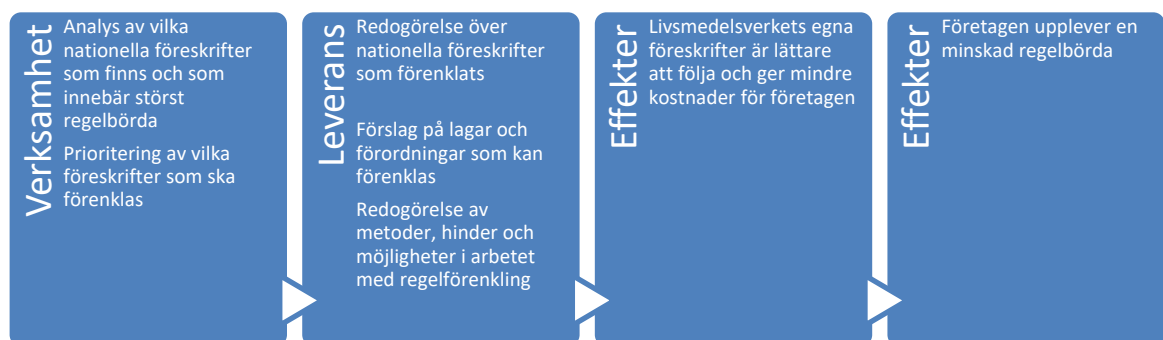 Verksamhet
Analys av vilka
nationella föreskrifter
som finns och som
innebär störst
regelbörda
Prioritering av vilka
föreskrifter som ska
förenklas
Leverans
Redogörelse över
nationella föreskrifter
som förenklats
Förslag på lagar och
förordningar som kan
förenklas
Redogörelse av
metoder, hinder och
möjligheter i arbetet
med regelförenkling
Effekter
Livsmedelsverkets egna
föreskrifter är lättare
att följa och ger mindre
kostnader för företagen
Effekter
Företagen upplever en
minskad regelbörda